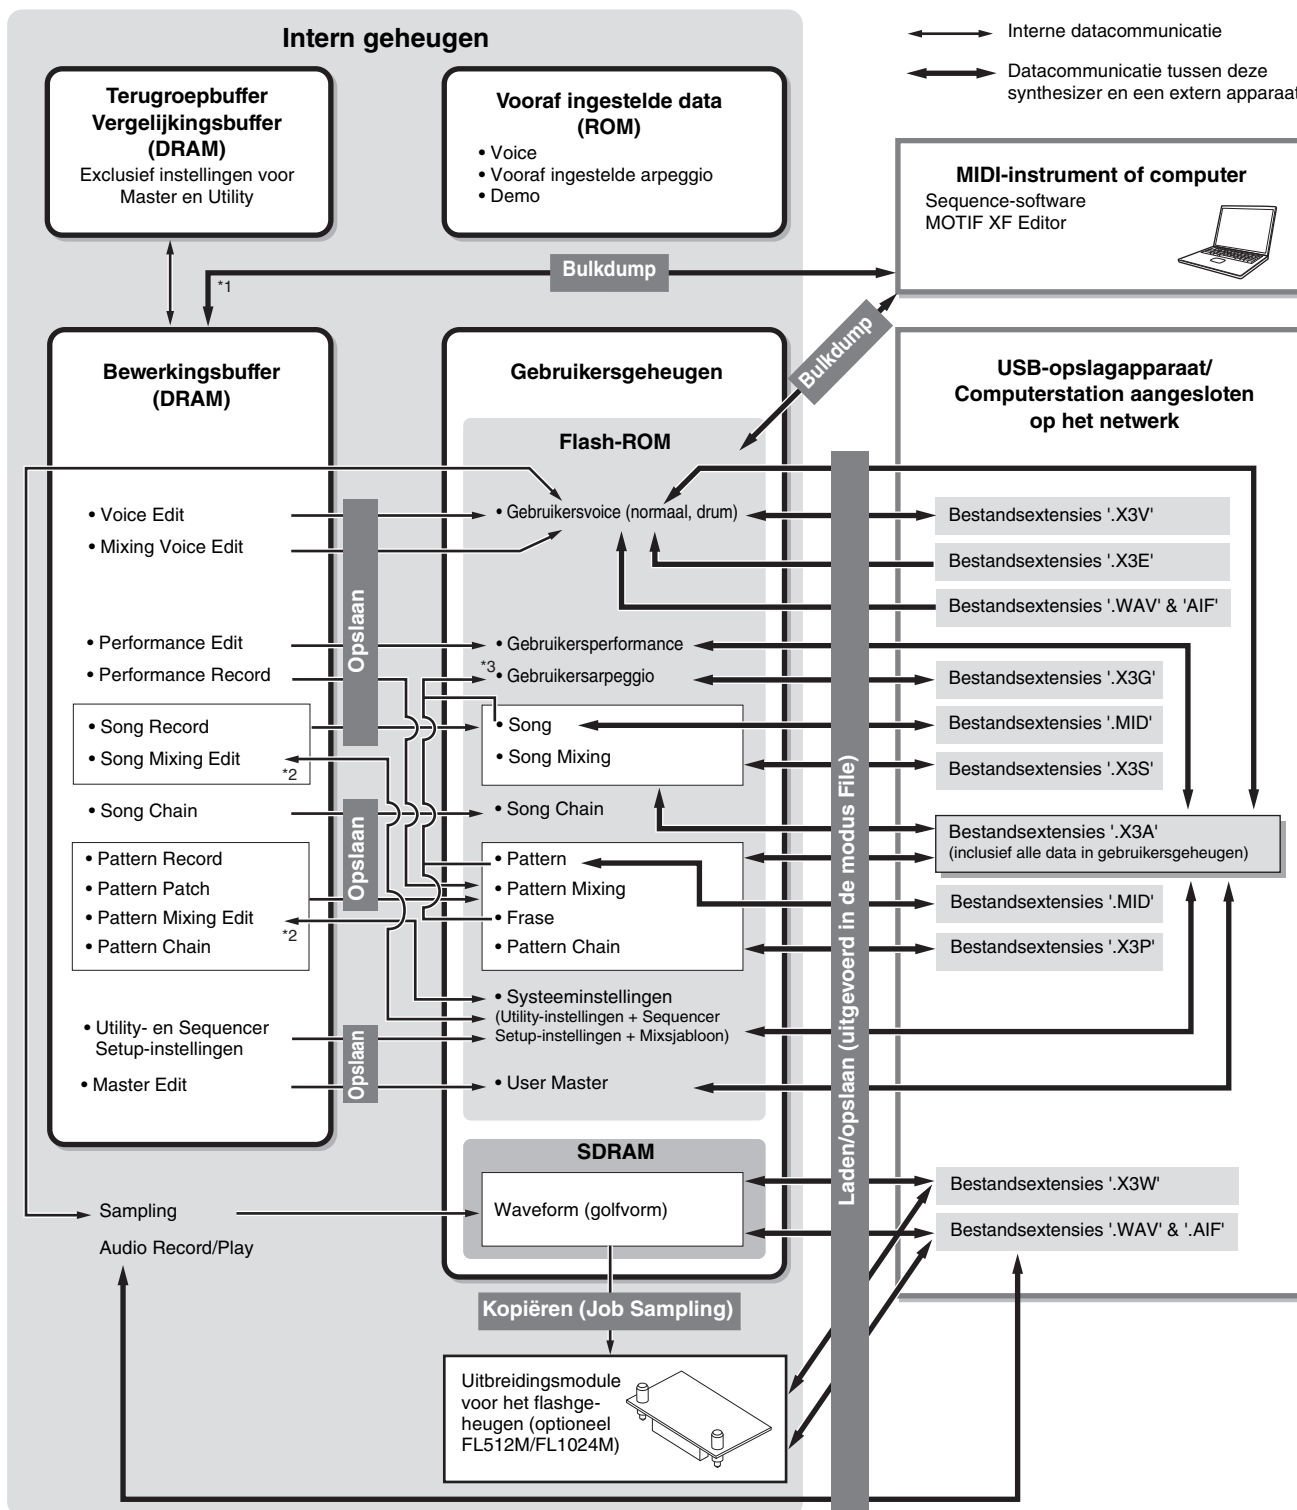 Intern geheugen
Interne datacommunicatie
Datacommunicatie tussen deze
synthesizer en een extern apparaat
Terugroepbuffer
Vergelijkingsbuffer
(DRAM)
Exclusief instellingen voor
Master en Utility
Vooraf ingestelde data
(ROM)
• Voice
• Vooraf ingestelde arpeggio
• Demo
MIDI-instrument of computer
Sequence-software
MOTIF XF Editor
*1
Bulkdump
Bulkdump
Bewerkingsbuffer
(DRAM)
• Voice Edit
• Mixing Voice Edit
• Performance Edit
• Performance Record
• Song Record
• Song Mixing Edit
*2
• Song Chain
• Pattern Record
• Pattern Patch
• Pattern Mixing Edit
*2
• Pattern Chain
• Utility- en Sequencer
Setup-instellingen
• Master Edit
Opslaan
Opslaan
Opslaan
Gebruikersgeheugen
Flash-ROM
• Gebruikersvoice (normaal, drum)
• Gebruikersperformance
*3
• Gebruikersarpeggio
• Song
• Song Mixing
• Song Chain
• Pattern
• Pattern Mixing
• Frase
• Pattern Chain
• Systeeminstellingen
(Utility-instellingen + Sequencer
Setup-instellingen + Mixsjabloon)
• User Master
SDRAM
Waveform (golfvorm)
Sampling
Audio Record/Play
Kopiëren (Job Sampling)
Uitbreidingsmodule
voor het flashge-
heugen (optioneel
FL512M/FL1024M)
Laden/opslaan (uitgevoerd in de modus File)
USB-opslagapparaat/
Computerstation aangesloten
op het netwerk
Bestandsextensies '.X3V'
Bestandsextensies '.X3E'
Bestandsextensies '.WAV' & 'AIF'
Bestandsextensies '.X3G'
Bestandsextensies '.MID'
Bestandsextensies '.X3S'
Bestandsextensies '.X3A'
(inclusief alle data in gebruikersgeheugen)
Bestandsextensies '.MID'
Bestandsextensies '.X3P'
Bestandsextensies '.X3W'
Bestandsextensies '.WAV' & '.AIF'